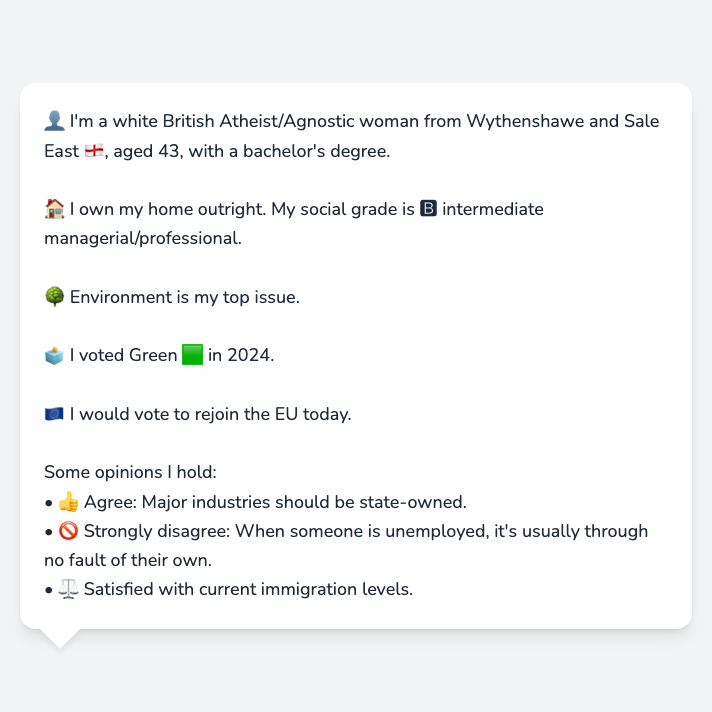 👤 I'm a white British Atheist/Agnostic woman from Wythenshawe and Sale
East 🏴󠁧󠁢󠁥󠁮󠁧󠁿, aged 43, with a bachelor's degree.
🏠 I own my home outright. My social grade is 🅱 intermediate
managerial/professional.
🌳 Environment is my top issue.
🗳️ I voted Green 🟩 in 2024.
🇪🇺 I would vote to rejoin the EU today.
Some opinions I hold:
• 👍 Agree: Major industries should be state-owned.
• 🚫 Strongly disagree: When someone is unemployed, it's usually through
no fault of their own.
• ⚖️ Satisfied with current immigration levels.